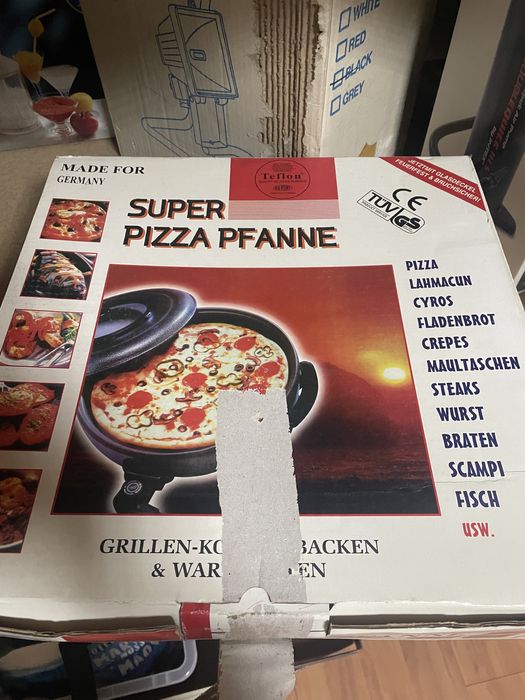 WHITE
RED
BLACK
GREY
MADE FOR
GERMANY
Teflon®
JETZT MIT GLASDECKEL
FEUERFEST & BRUCHSICHER!
CE
TÜV GS
SUPER
PIZZA PFANNE
PIZZA
LAHMACUN
CYROS
FLADENBROT
CREPES
MAULTASCHEN
STEAKS
WURST
BRATEN
SCAMPI
FISCH
USW.
GRILLEN-KO BACKEN
& WAR EN